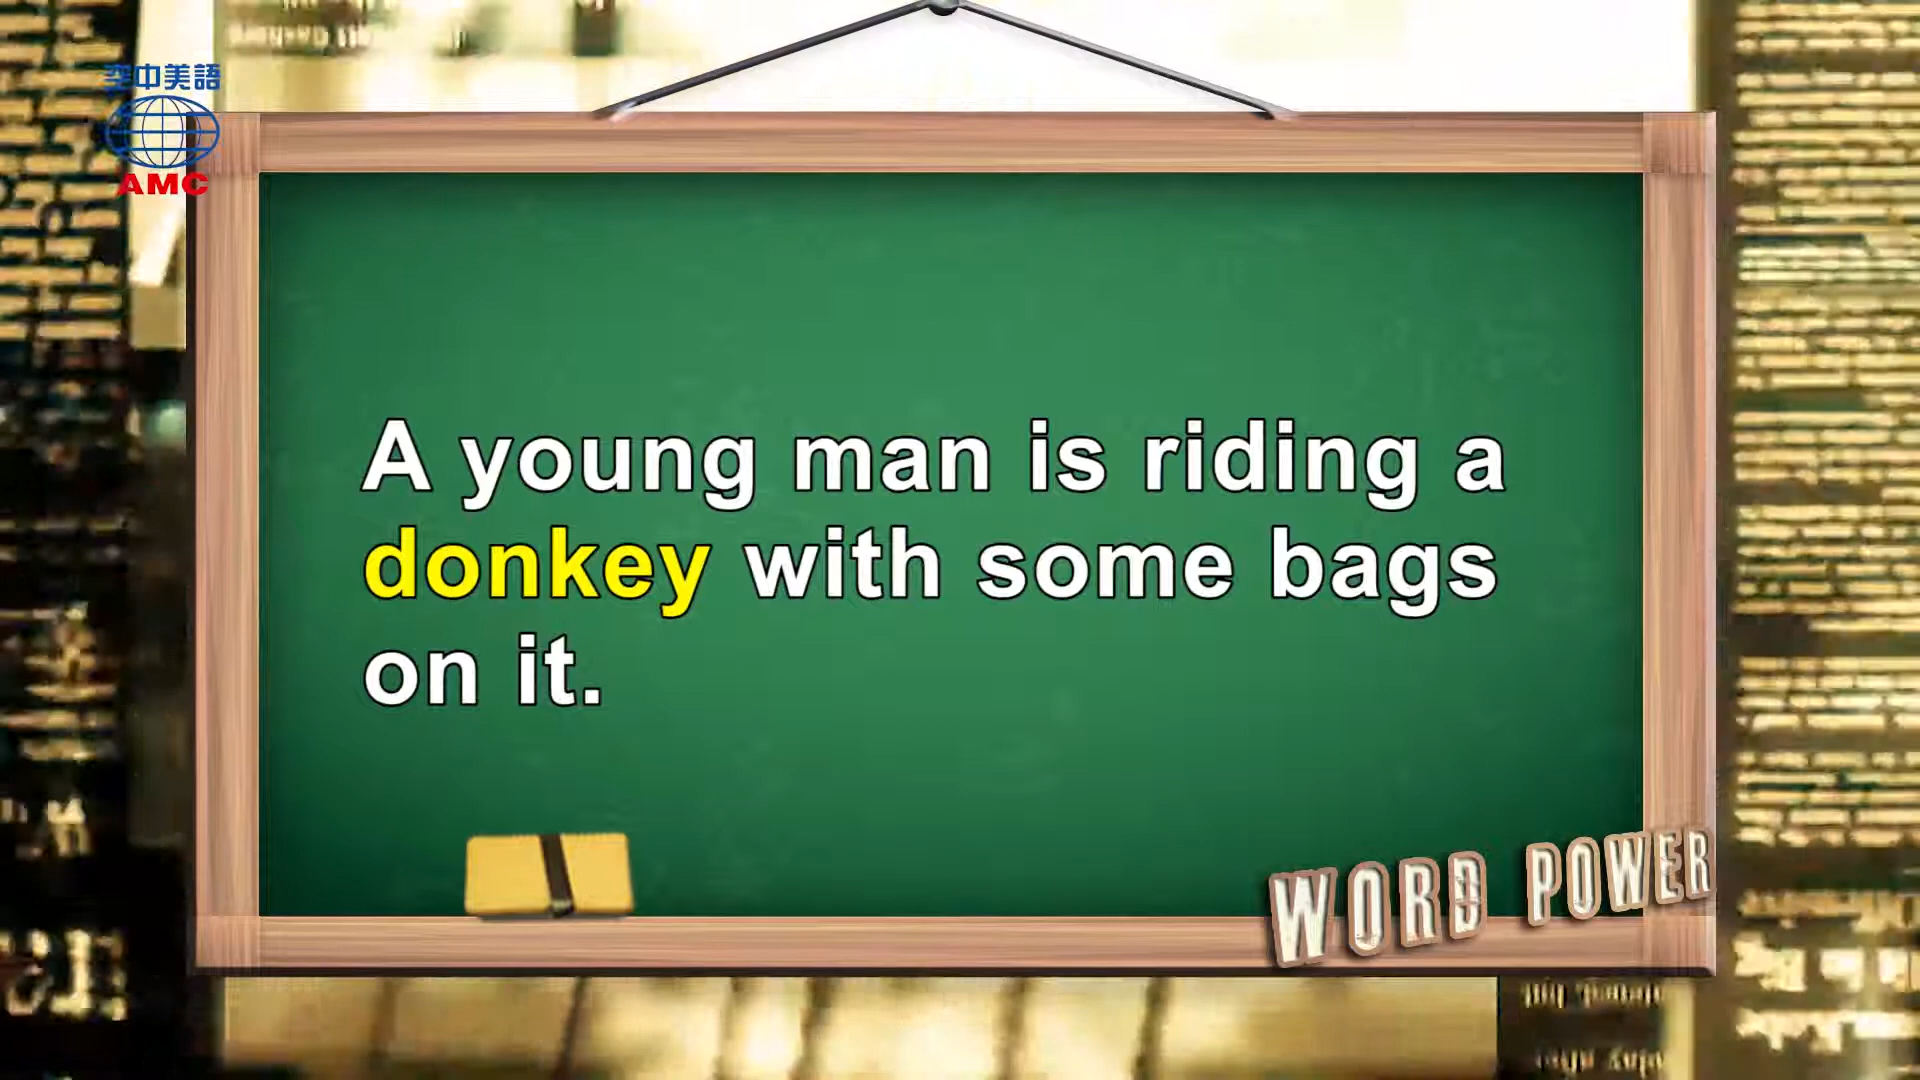 空中美語
AMC
A young man is riding a
donkey with some bags
on it.
WORD POWER